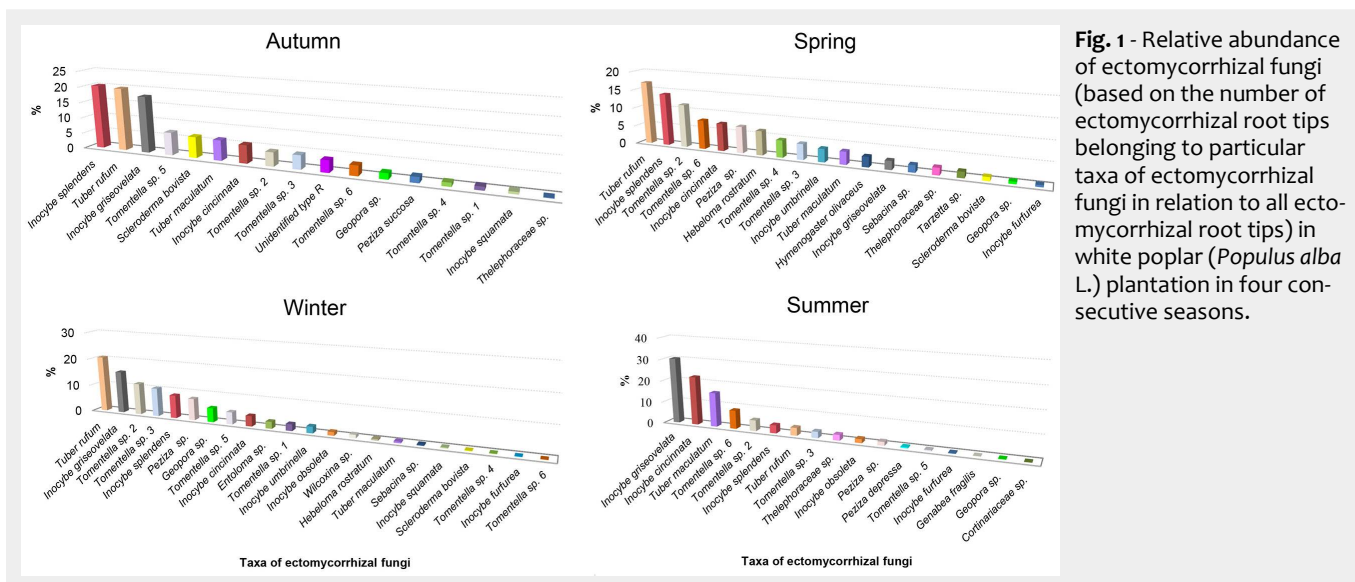 Autumn
25
20
15
10
5
0
%
Inocybe splendens
Tuber rufum
Inocybe griseovelata
Tomentella sp. 5
Scleroderma bovista
Tuber maculatum
Inocybe cincinnata
Tomentella sp. 2
Tomentella sp. 3
Unidentified type R
Tomentella sp. 6
Geopora sp.
Peziza succosa
Tomentella sp. 4
Tomentella sp. 1
Inocybe squamata
Thelephoraceae sp.
Spring
20
15
10
5
0
%
Tuber rufum
Inocybe splendens
Tomentella sp. 2
Tomentella sp. 6
Inocybe cincinnata
Peziza sp.
Hebeloma rostratum
Tomentella sp. 4
Tomentella sp. 3
Inocybe umbrinella
Tuber maculatum
Hymenogaster olivaceus
Inocybe griseovelata
Sebacina sp.
Thelephoraceae sp.
Tarzetta sp.
Scleroderma bovista
Geopora sp.
Inocybe furfurea
Winter
30
20
10
0
%
Tuber rufum
Inocybe griseovelata
Tomentella sp. 2
Tomentella sp. 3
Inocybe splendens
Peziza sp.
Geopora sp.
Tomentella sp. 5
Inocybe cincinnata
Entoloma sp.
Tomentella sp. 1
Inocybe umbrinella
Inocybe obsoleta
Wilcoxina sp.
Hebeloma rostratum
Tuber maculatum
Sebacina sp.
Inocybe squamata
Scleroderma bovista
Tomentella sp. 4
Inocybe furfurea
Tomentella sp. 6
Taxa of ectomycorrhizal fungi
Summer
40
30
20
10
0
%
Inocybe griseovelata
Inocybe cincinnata
Tuber maculatum
Tomentella sp. 6
Tomentella sp. 2
Inocybe splendens
Tuber rufum
Tomentella sp. 3
Thelephoraceae sp.
Inocybe obsoleta
Peziza sp.
Peziza depressa
Tomentella sp. 5
Inocybe furfurea
Genabea fragilis
Geopora sp.
Cortinariaceae sp.
Taxa of ectomycorrhizal fungi
Fig. 1 - Relative abundance
of ectomycorrhizal fungi
(based on the number of
ectomycorrhizal root tips
belonging to particular
taxa of ectomycorrhizal
fungi in relation to all ecto-
mycorrhizal root tips) in
white poplar (Populus alba
L.) plantation in four con-
secutive seasons.